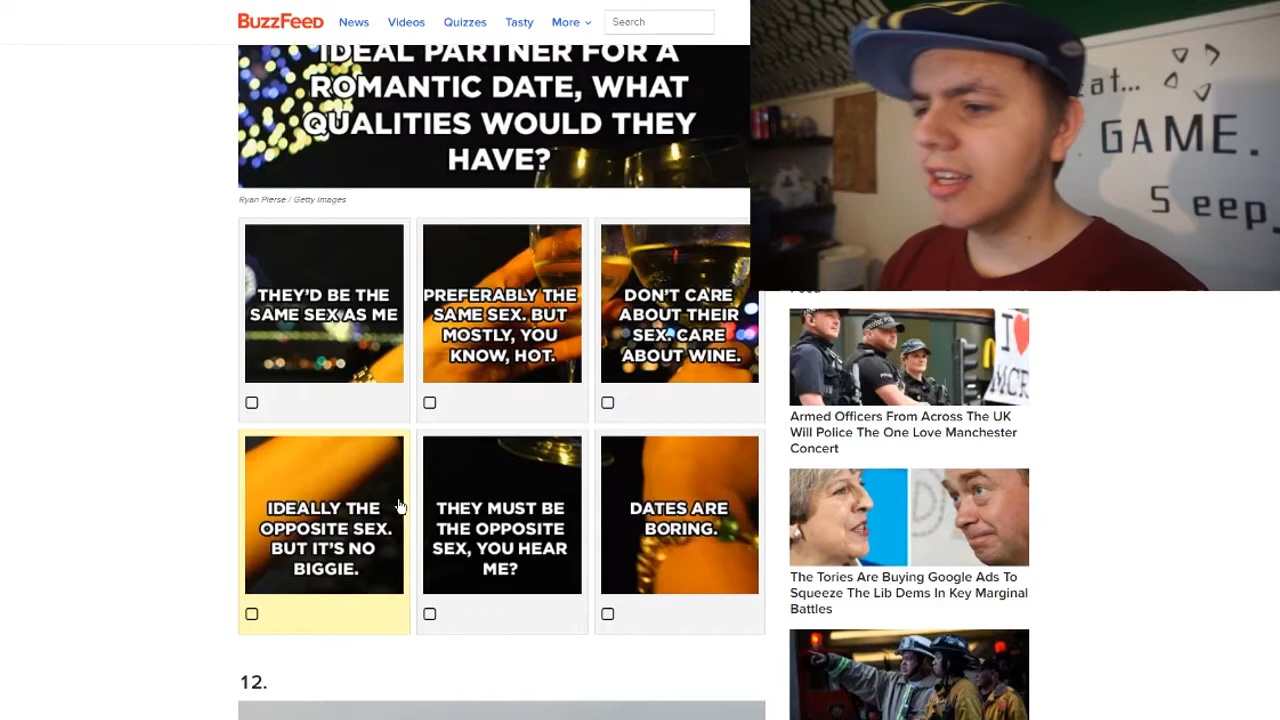 BuzzFeed News Videos Quizzes Tasty More Search
IDEAL PARTNER FOR A
ROMANTIC DATE, WHAT
QUALITIES WOULD THEY
HAVE?
Ryan Pierse / Getty Images
THEY'D BE THE
SAME SEX AS ME
PREFERABLY THE
SAME SEX. BUT
MOSTLY, YOU
KNOW, HOT.
DON'T CARE
ABOUT THEIR
SEX. CARE
ABOUT WINE.
IDEALLY THE
OPPOSITE SEX.
BUT IT'S NO
BIGGIE.
THEY MUST BE
THE OPPOSITE
SEX, YOU HEAR
ME?
DATES ARE
BORING.
12.
eat...
GAME.
S eep
I
MCR
Armed Officers From Across The UK
Will Police The One Love Manchester
Concert
The Tories Are Buying Google Ads To
Squeeze The Lib Dems In Key Marginal
Battles